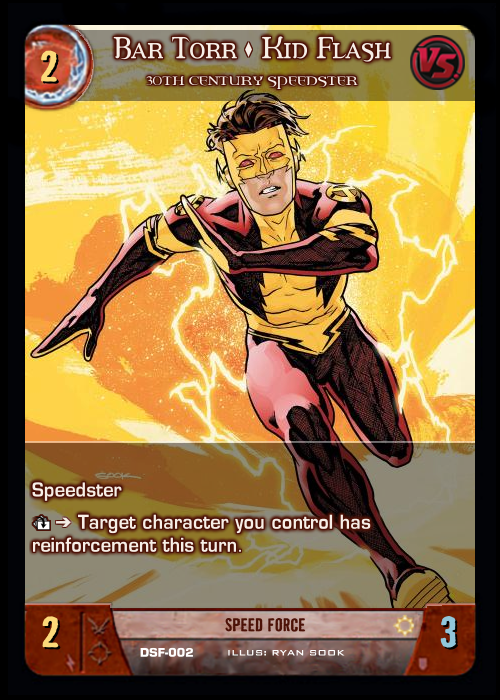 2
BAR TORR ♦ KID FLASH
VS
30TH CENTURY SPEEDSTER
SOOK
Speedster
→ Target character you control has
reinforcement this turn.
2
SPEED FORCE
3
DSF-002 ILLUS: RYAN SOOK